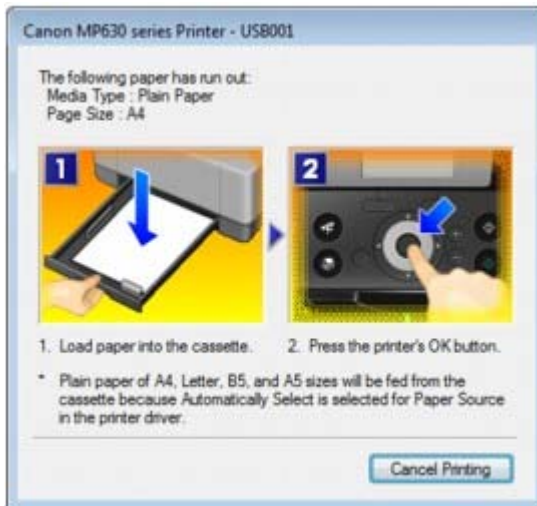 Canon MP630 series Printer - USB001
The following paper has run out:
Media Type : Plain Paper
Page Size : A4
1
2
1. Load paper into the cassette.
2. Press the printer's OK button.
* Plain paper of A4, Letter, B5, and A5 sizes will be fed from the
cassette because Automatically Select is selected for Paper Source
in the printer driver.
Cancel Printing